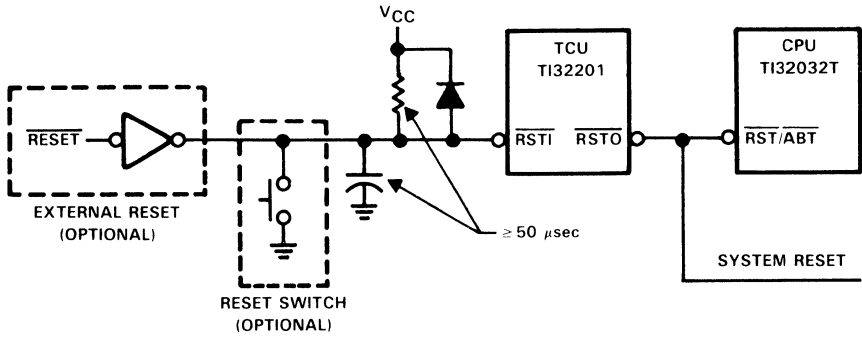 VCC
TCU
TI32201
CPU
TI32032T
RESET
RSTI
RSTO
RST/ABT
EXTERNAL RESET
(OPTIONAL)
≥ 50 μsec
SYSTEM RESET
RESET SWITCH
(OPTIONAL)